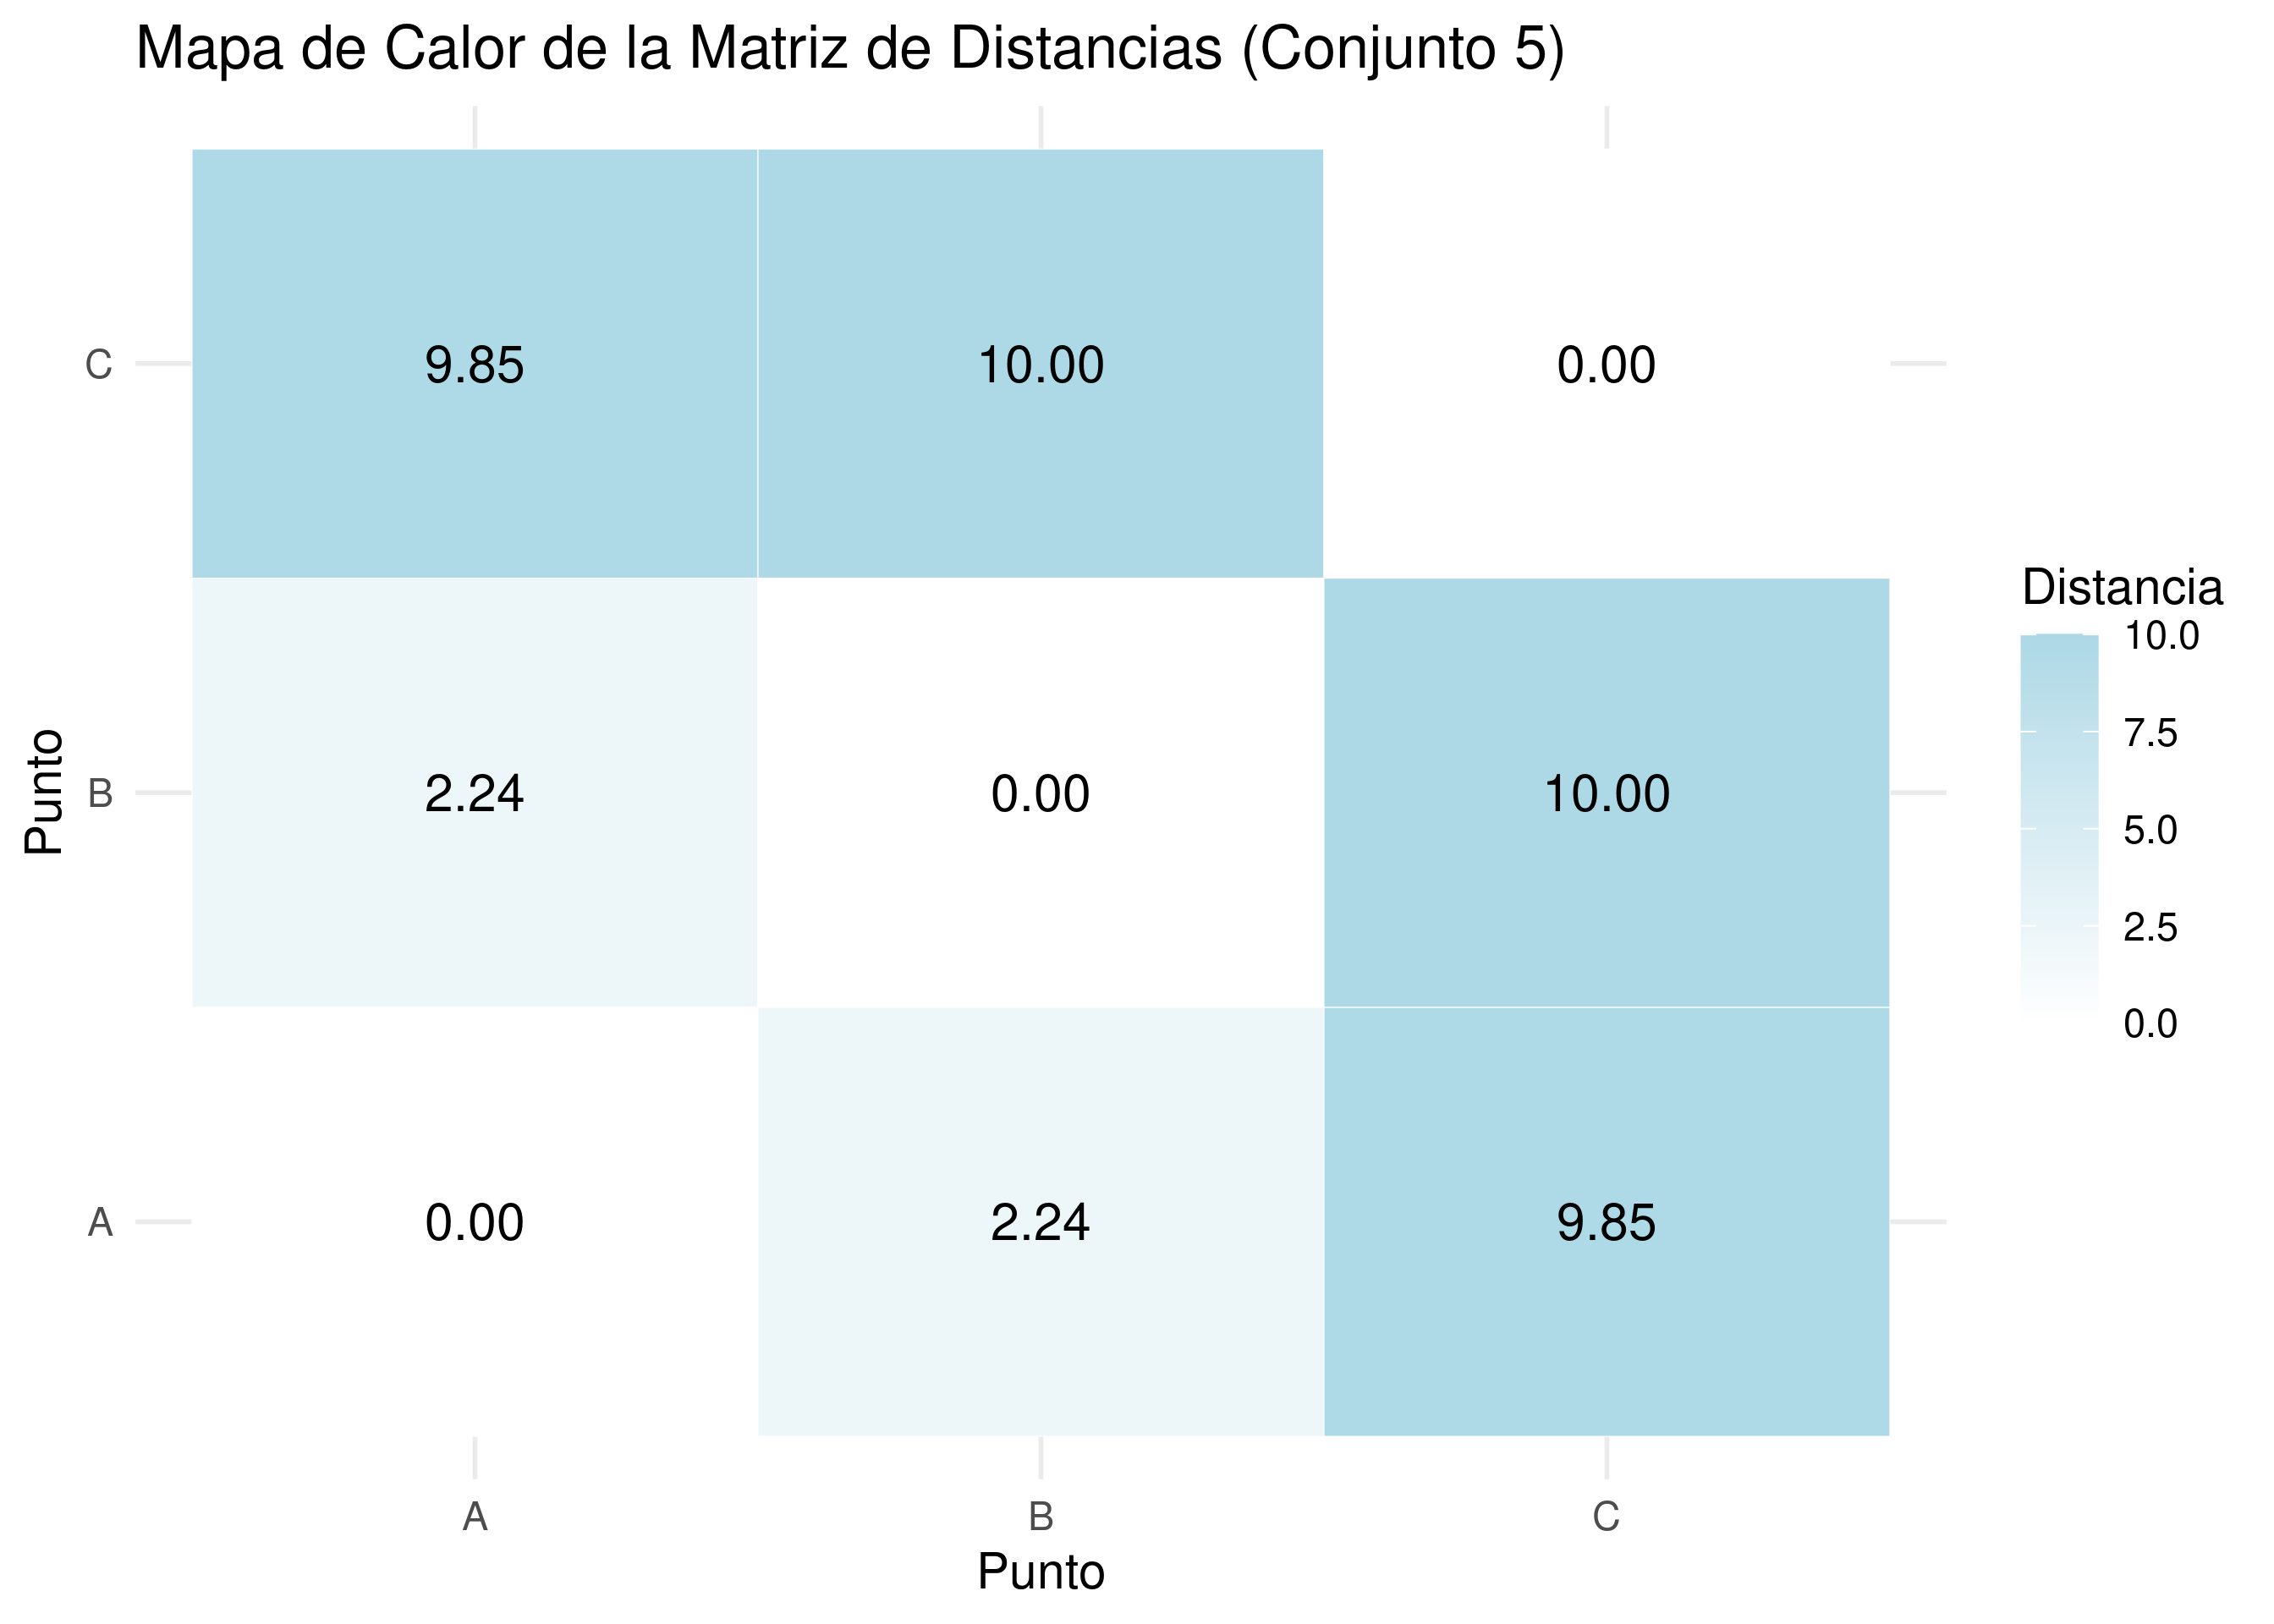 Mapa de Calor de la Matriz de Distancias (Conjunto 5)
C 9.85 10.00 0.00
B 2.24 0.00 10.00
A 0.00 2.24 9.85
A B C
Punto
Punto
Distancia
10.0
7.5
5.0
2.5
0.0